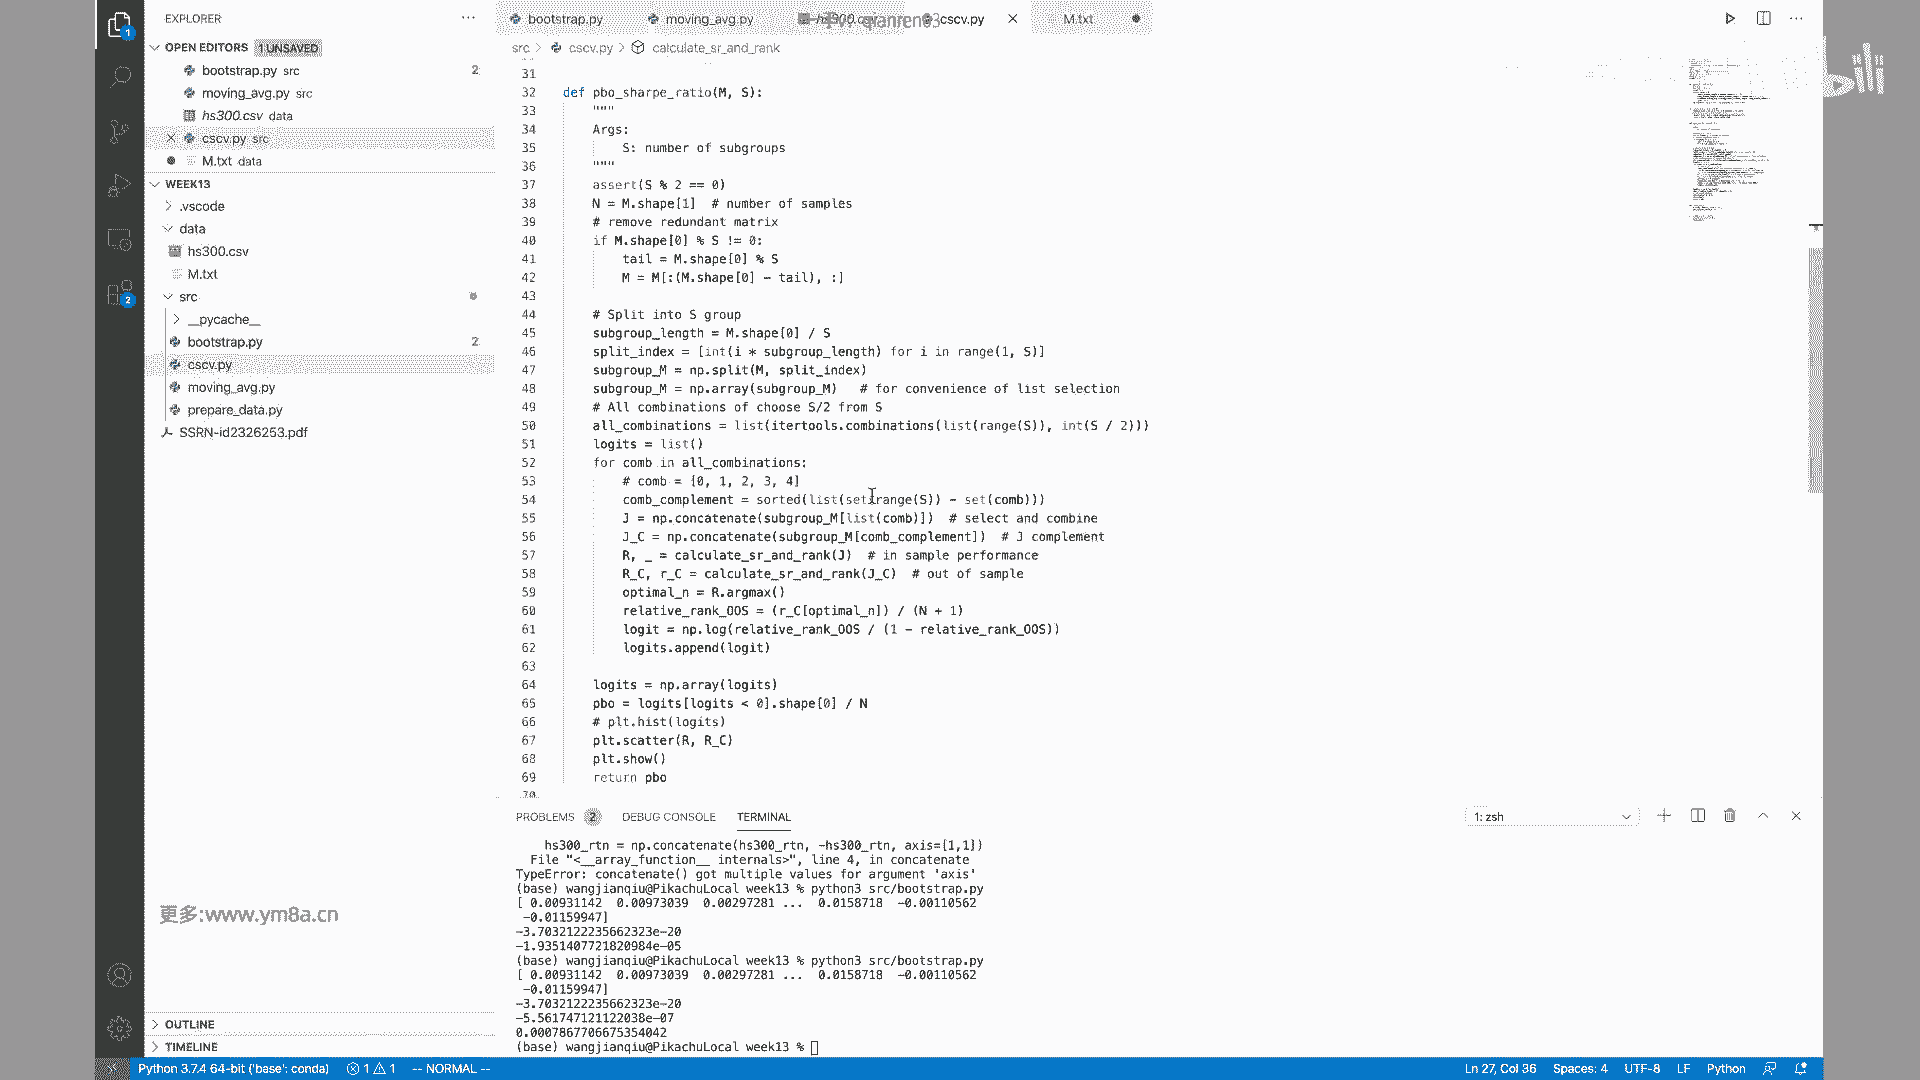 EXPLORER
OPEN EDITORS 1 UNSAVED
bootstrap.py src 2
moving_avg.py src
hs300.csv data
cscv.py src
M.txt data
WEEK13
.vscode
data
hs300.csv
M.txt
src
__pycache__
bootstrap.py 2
cscv.py
moving_avg.py
prepare_data.py
SSRN-id2326253.pdf
更多:www.ym8a.cn
OUTLINE
TIMELINE
bootstrap.py moving_avg.py hs300.csv cscv.py M.txt
src > cscv.py > calculate_sr_and_rank
31
32 def pbo_sharpe_ratio(M, S):
33 """
34 Args:
35 S: number of subgroups
36 """
37 assert(S % 2 == 0)
38 N = M.shape[1] # number of samples
39 # remove redundant matrix
40 if M.shape[0] % S != 0:
41 tail = M.shape[0] % S
42 M = M[:(M.shape[0] - tail), :]
43
44 # Split into S group
45 subgroup_length = M.shape[0] / S
46 split_index = [int(i * subgroup_length) for i in range(1, S)]
47 subgroup_M = np.split(M, split_index)
48 subgroup_M = np.array(subgroup_M) # for convenience of list selection
49 # All combinations of choose S/2 from S
50 all_combinations = list(itertools.combinations(list(range(S)), int(S / 2)))
51 logits = list()
52 for comb in all_combinations:
53 # comb = [0, 1, 2, 3, 4]
54 comb_complement = sorted(list(set(range(S)) - set(comb)))
55 J = np.concatenate(subgroup_M[list(comb)]) # select and combine
56 J_C = np.concatenate(subgroup_M[comb_complement]) # J complement
57 R, _ = calculate_sr_and_rank(J) # in sample performance
58 R_C, r_C = calculate_sr_and_rank(J_C) # out of sample
59 optimal_n = R.argmax()
60 relative_rank_OOS = (r_C[optimal_n]) / (N + 1)
61 logit = np.log(relative_rank_OOS / (1 - relative_rank_OOS))
62 logits.append(logit)
63
64 logits = np.array(logits)
65 pbo = logits[logits < 0].shape[0] / N
66 # plt.hist(logits)
67 plt.scatter(R, R_C)
68 plt.show()
69 return pbo
70
PROBLEMS 2 DEBUG CONSOLE TERMINAL 1: zsh
hs300_rtn = np.concatenate(hs300_rtn, -hs300_rtn, axis=[1,1])
File "<__array_function__ internals>", line 4, in concatenate
TypeError: concatenate() got multiple values for argument 'axis'
(base) wangjianqiu@PikachuLocal week13 % python3 src/bootstrap.py
[ 0.00931142 0.00973039 0.00297281 ... 0.0158718 -0.00110562
-0.01159947]
-3.7032122235662323e-20
-1.9351407721820984e-05
(base) wangjianqiu@PikachuLocal week13 % python3 src/bootstrap.py
[ 0.00931142 0.00973039 0.00297281 ... 0.0158718 -0.00110562
-0.01159947]
-3.7032122235662323e-20
-5.561747121122038e-07
0.0007867706675354042
(base) wangjianqiu@PikachuLocal week13 %
Python 3.7.4 64-bit ('base': conda) 1 1 -- NORMAL -- Ln 27, Col 36 Spaces: 4 UTF-8 LF Python